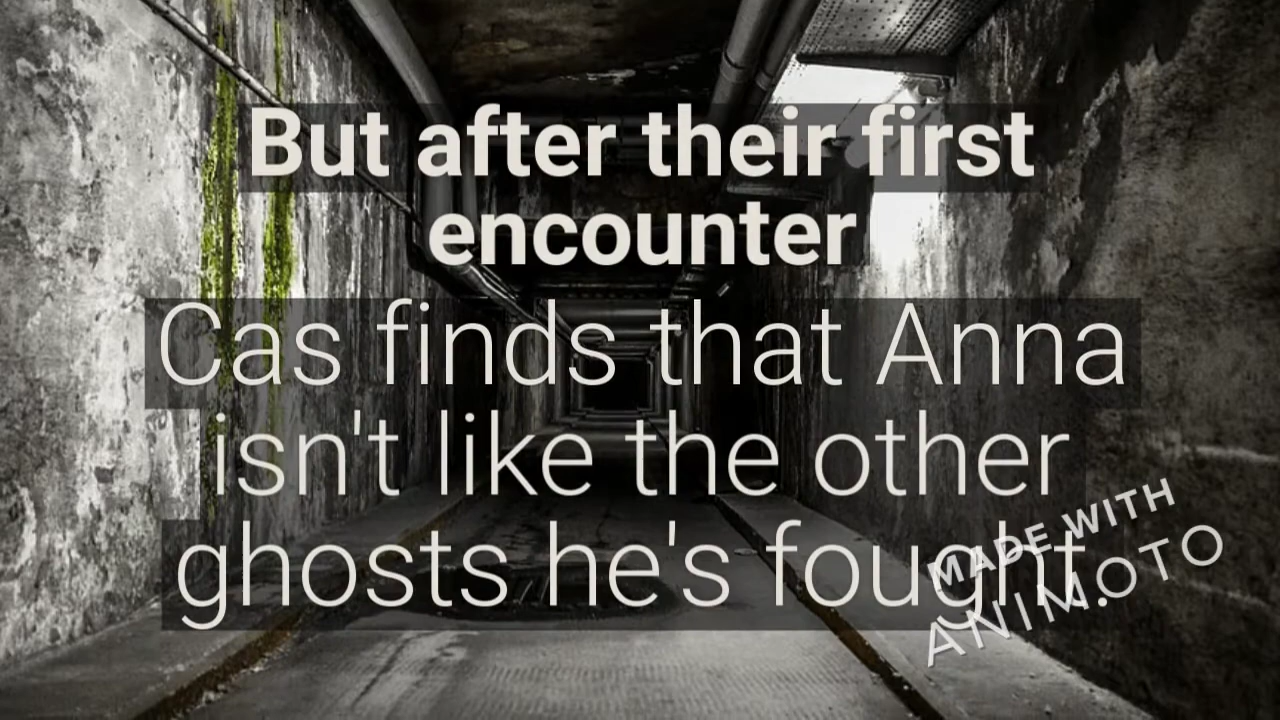 But after their first
encounter
Cas finds that Anna
isn't like the other
ghosts he's fought.
MADE WITH
ANIMOTO